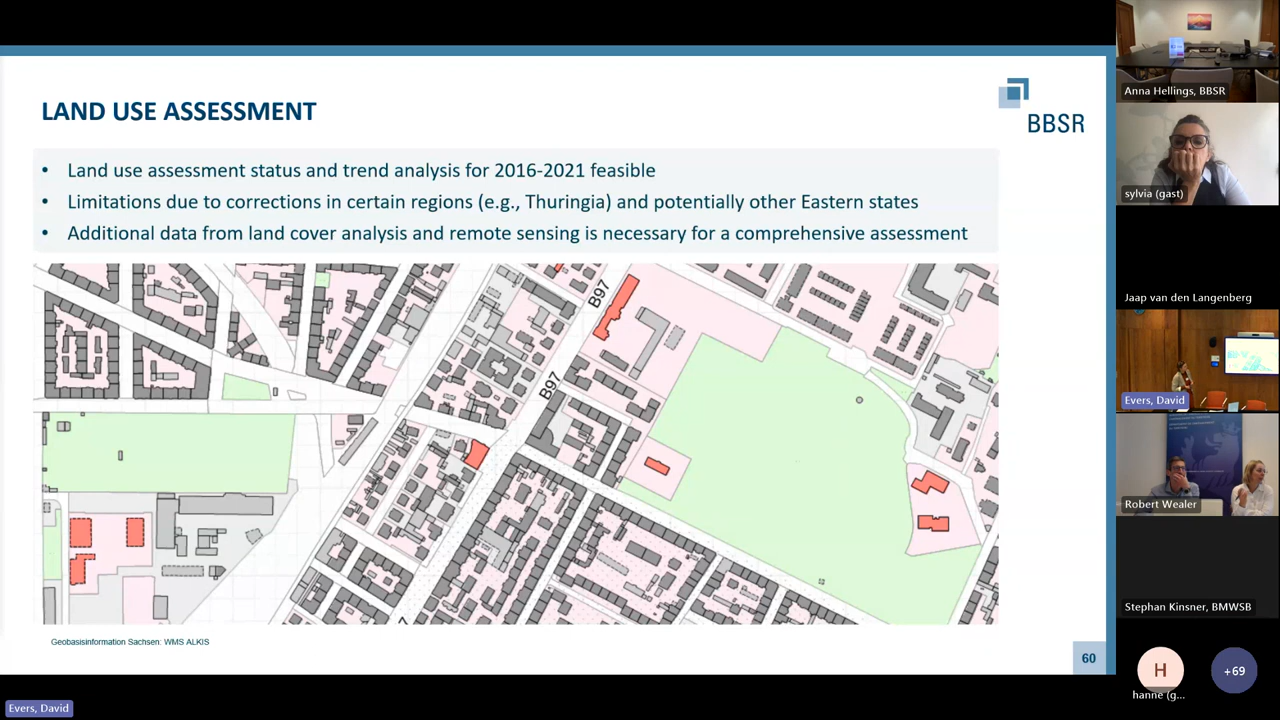 LAND USE ASSESSMENT
BBSR
• Land use assessment status and trend analysis for 2016-2021 feasible
• Limitations due to corrections in certain regions (e.g., Thuringia) and potentially other Eastern states
• Additional data from land cover analysis and remote sensing is necessary for a comprehensive assessment
B97
B97
7
Geobasisinformation Sachsen: WMS ALKIS
60
Evers, David
Anna Hellings, BBSR
sylvia (gast)
Jaap van den Langenberg
Evers, David
Robert Wealer
Stephan Kinsner, BMWSB
H
hanne (g...
+69